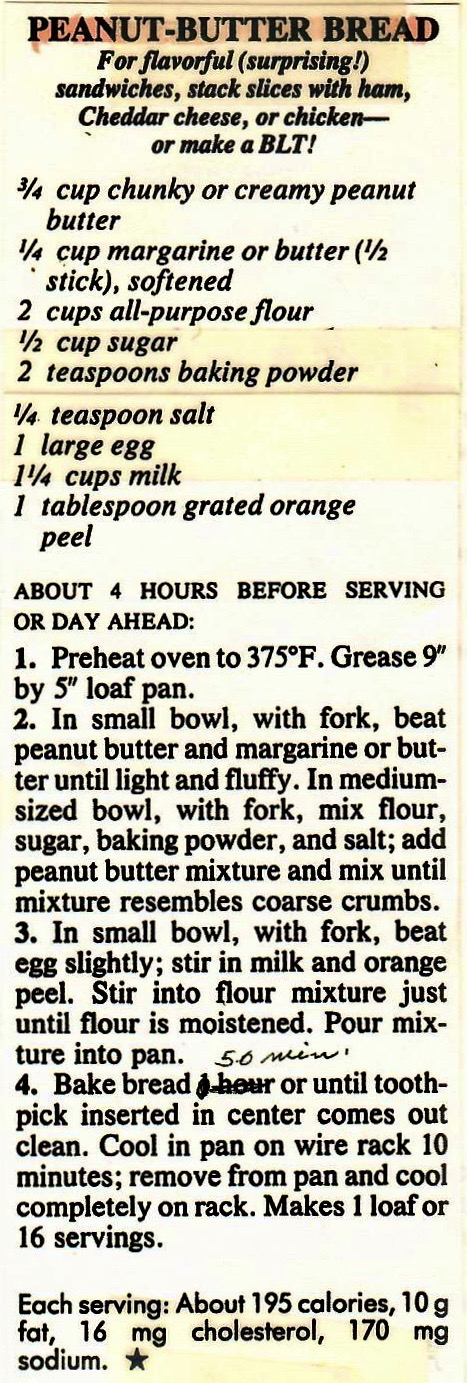 PEANUT-BUTTER BREAD
For flavorful (surprising!)
sandwiches, stack slices with ham,
Cheddar cheese, or chicken—
or make a BLT!
¾ cup chunky or creamy peanut
butter
¼ cup margarine or butter (½
stick), softened
2 cups all-purpose flour
½ cup sugar
2 teaspoons baking powder
¼ teaspoon salt
1 large egg
1¼ cups milk
1 tablespoon grated orange
peel
ABOUT 4 HOURS BEFORE SERVING
OR DAY AHEAD:
1. Preheat oven to 375°F. Grease 9"
by 5" loaf pan.
2. In small bowl, with fork, beat
peanut butter and margarine or but-
ter until light and fluffy. In medium-
sized bowl, with fork, mix flour,
sugar, baking powder, and salt; add
peanut butter mixture and mix until
mixture resembles coarse crumbs.
3. In small bowl, with fork, beat
egg slightly; stir in milk and orange
peel. Stir into flour mixture just
until flour is moistened. Pour mix-
ture into pan. 50 min.
4. Bake bread 1 hour or until tooth-
pick inserted in center comes out
clean. Cool in pan on wire rack 10
minutes; remove from pan and cool
completely on rack. Makes 1 loaf or
16 servings.
Each serving: About 195 calories, 10 g
fat, 16 mg cholesterol, 170 mg
sodium. ★